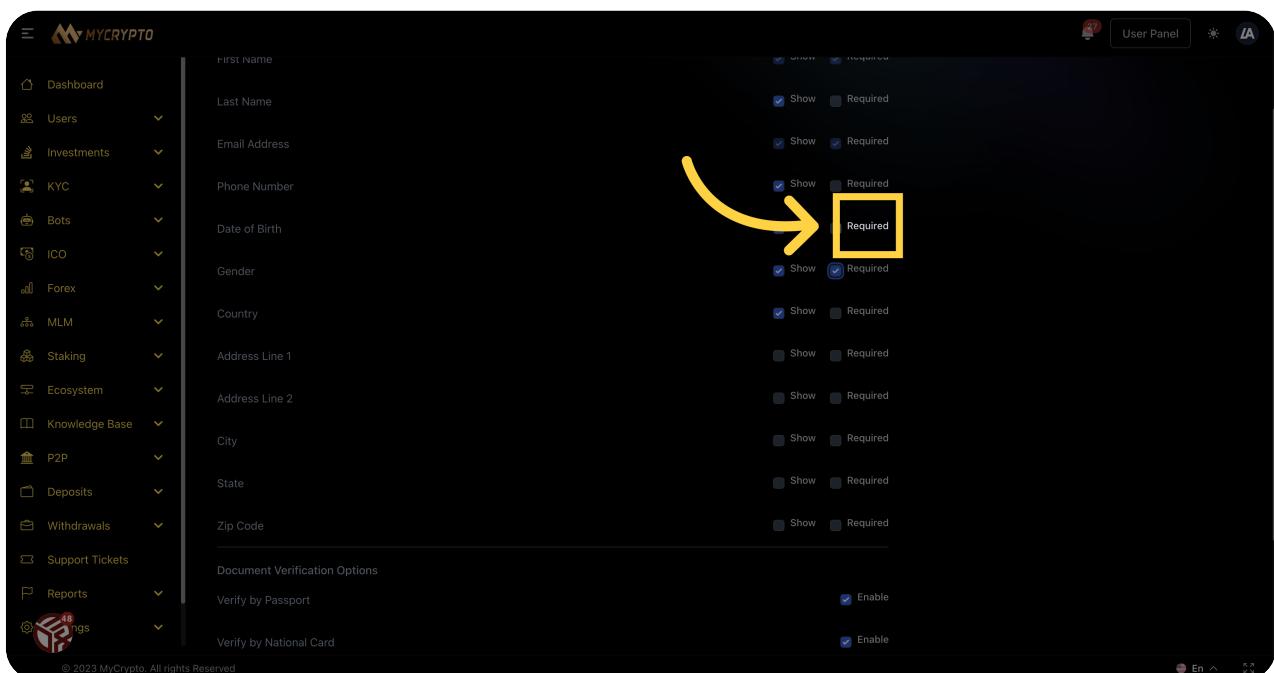 MYCRYPTO
27
User Panel
Dashboard
Users
Investments
KYC
Bots
ICO
Forex
MLM
Staking
Ecosystem
Knowledge Base
P2P
Deposits
Withdrawals
Support Tickets
Reports
48
ngs
First Name Show Required
Last Name Show Required
Email Address Show Required
Phone Number Show Required
Date of Birth Required
Gender Show Required
Country Show Required
Address Line 1 Show Required
Address Line 2 Show Required
City Show Required
State Show Required
Zip Code Show Required
Document Verification Options
Verify by Passport Enable
Verify by National Card Enable
© 2023 MyCrypto. All rights Reserved
En